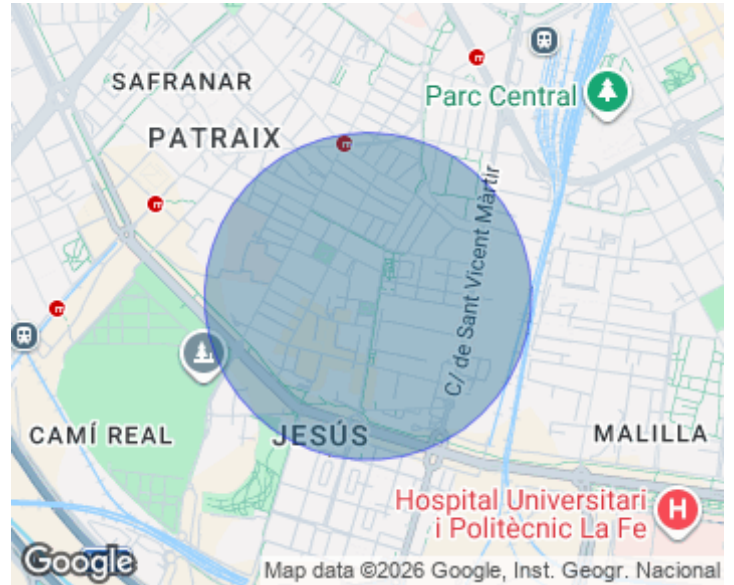 SAFRANAR
Parc Central
PATRAIX
C/ de Sant Vicent Màrtir
CAMÍ REAL
JESÚS
MALILLA
Hospital Universitari
i Politècnic La Fe
H
Google
Map data ©2026 Google, Inst. Geogr. Nacional